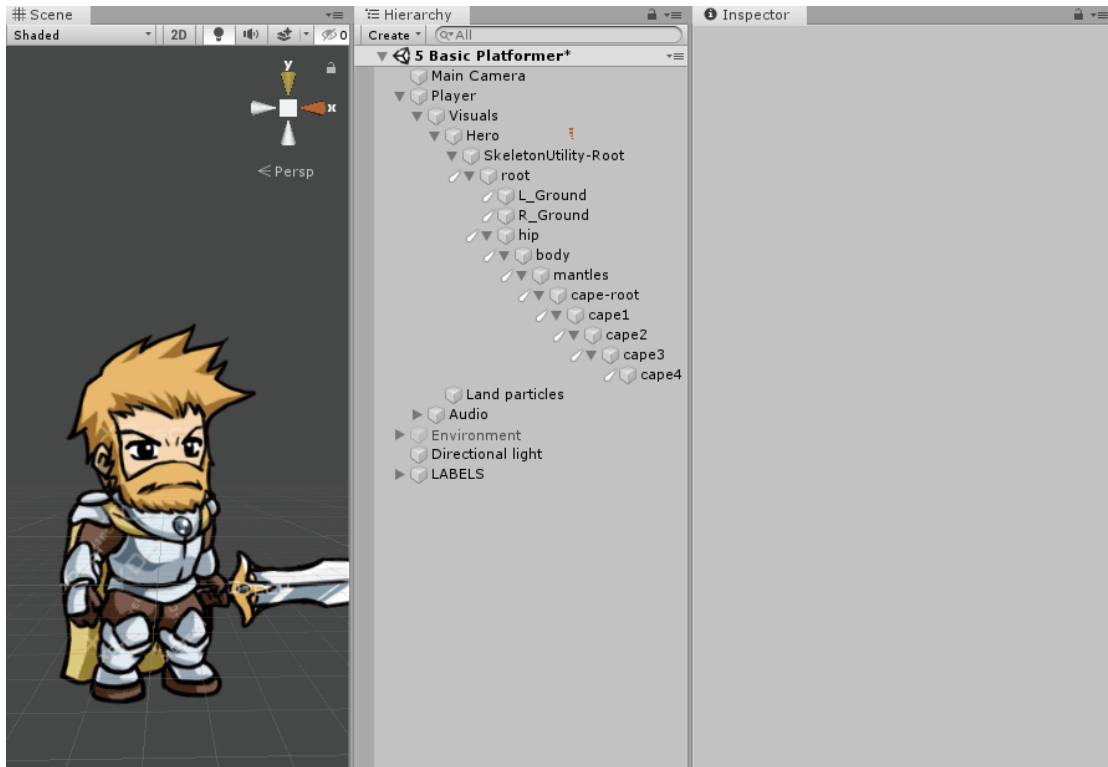 Scene
Shaded
2D
0
y
x
Persp
Hierarchy
Create
All
5 Basic Platformer*
Main Camera
Player
Visuals
Hero
SkeletonUtility-Root
root
L_Ground
R_Ground
hip
body
mantles
cape-root
cape1
cape2
cape3
cape4
Land particles
Audio
Environment
Directional light
LABELS
Inspector